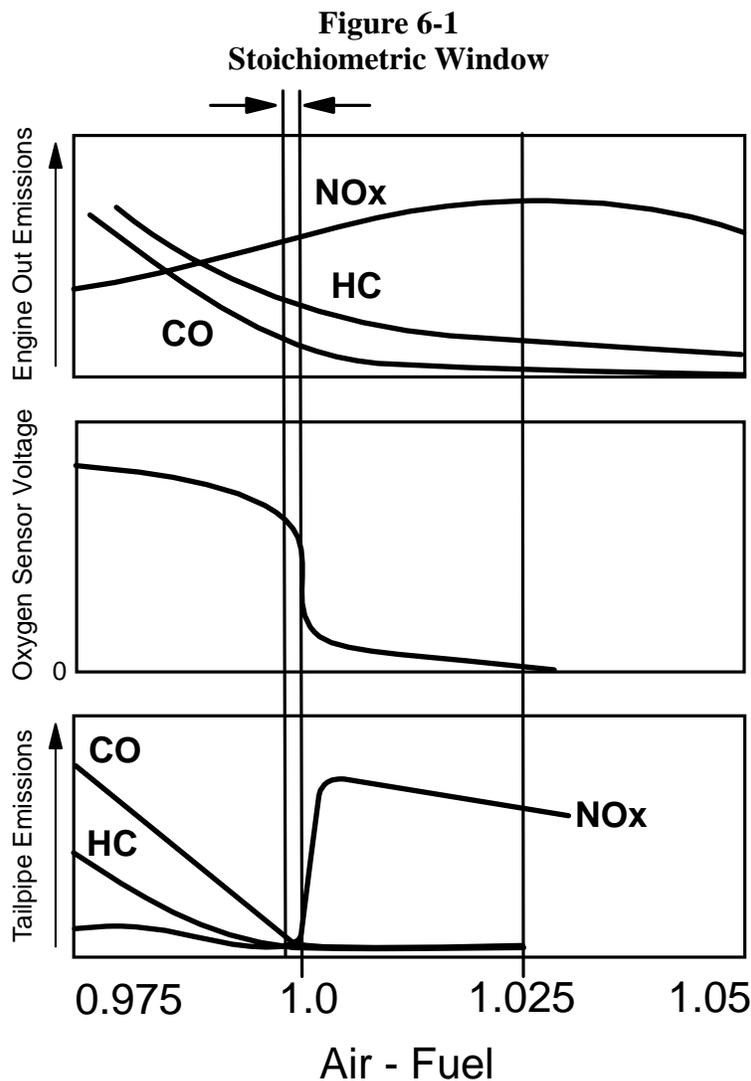 Figure 6-1
Stoichiometric Window
Engine Out Emissions
NOx
HC
CO
Oxygen Sensor Voltage
0
Tailpipe Emissions
CO
HC
NOx
0.975 1.0 1.025 1.05
Air - Fuel